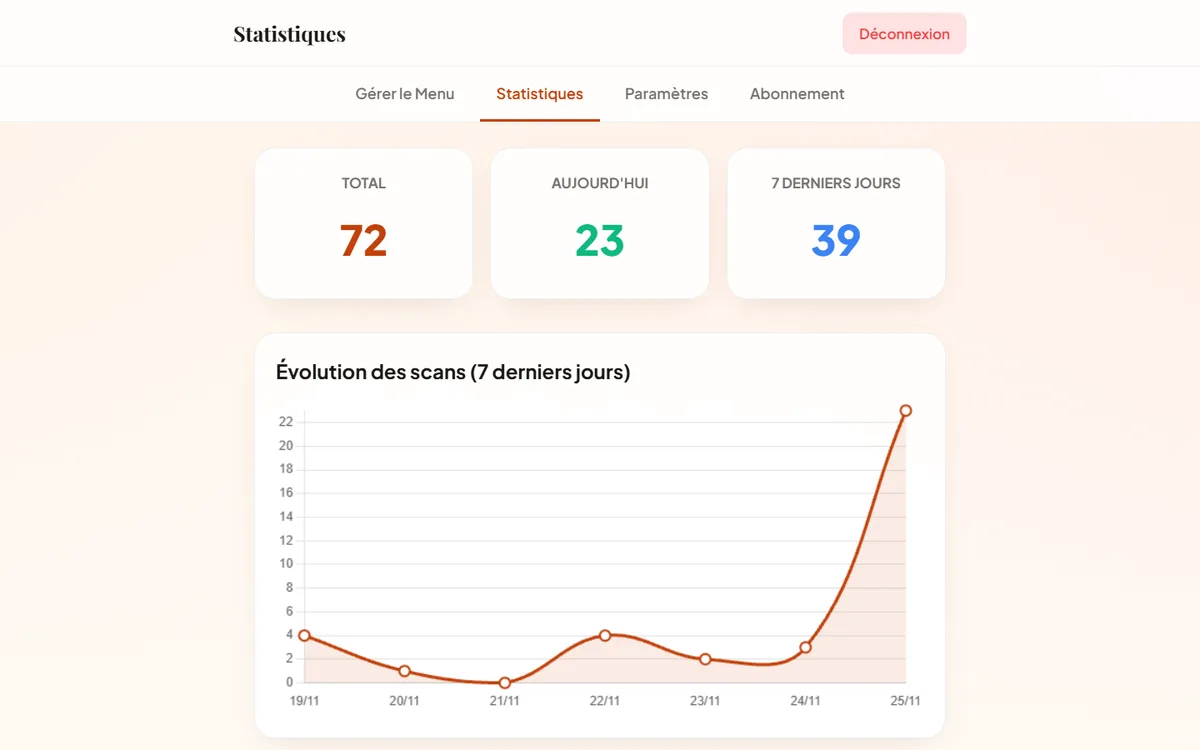 Statistiques
Déconnexion
Gérer le Menu
Statistiques
Paramètres
Abonnement
TOTAL
AUJOURD'HUI
7 DERNIERS JOURS
72
23
39
Évolution des scans (7 derniers jours)
22
20
18
16
14
12
10
8
6
4
2
0
19/11
20/11
21/11
22/11
23/11
24/11
25/11